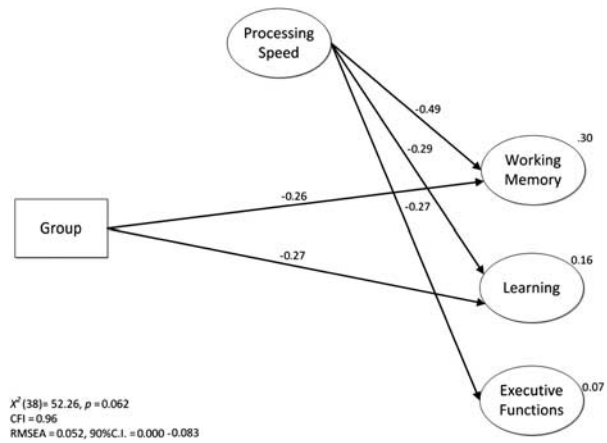 Processing
Speed
-0.49
.30
-0.29
Working
Memory
-0.26
-0.27
Group
-0.27
0.16
Learning
0.07
Executive
Functions
X² (38)= 52.26, p = 0.062
CFI = 0.96
RMSEA = 0.052, 90%C.I. = 0.000 -0.083